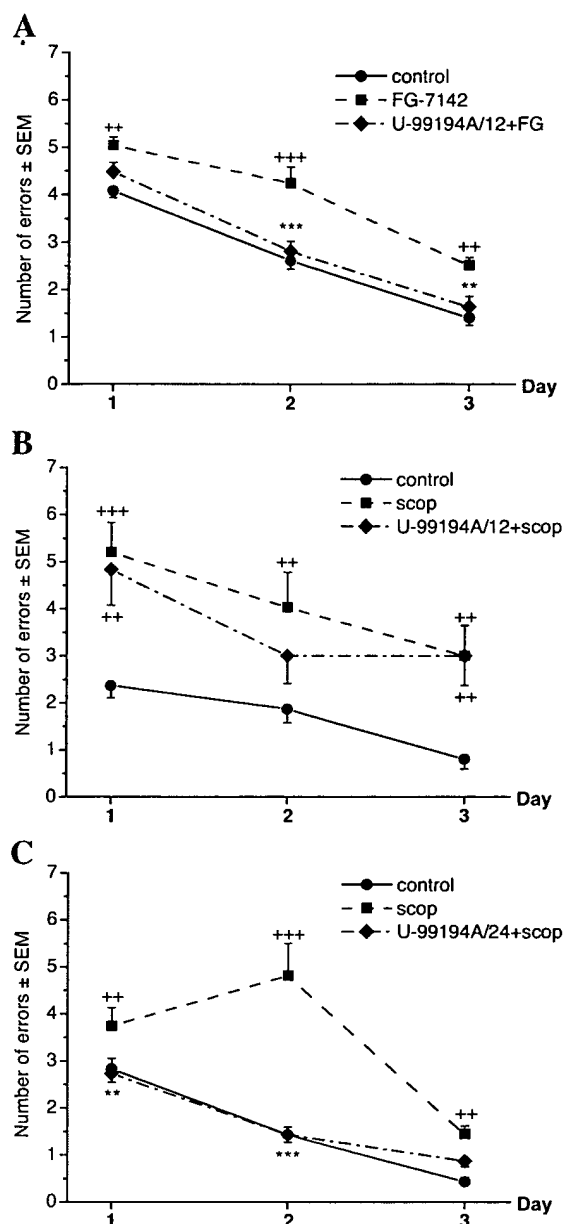 A
7
control
FG-7142
U-99194A/12+FG
6
++
5
+++
4
Number of errors ± SEM
3
***
++
**
2
1
0
1 2 3 Day
B
7
control
scop
U-99194A/12+scop
6
+++
5
++
4
++
++
3
++
Number of errors ± SEM
2
1
0
1 2 3 Day
C
7
control
scop
U-99194A/24+scop
6
+++
5
++
4
Number of errors ± SEM
3
**
2
++
***
1
0
1 2 3 Day